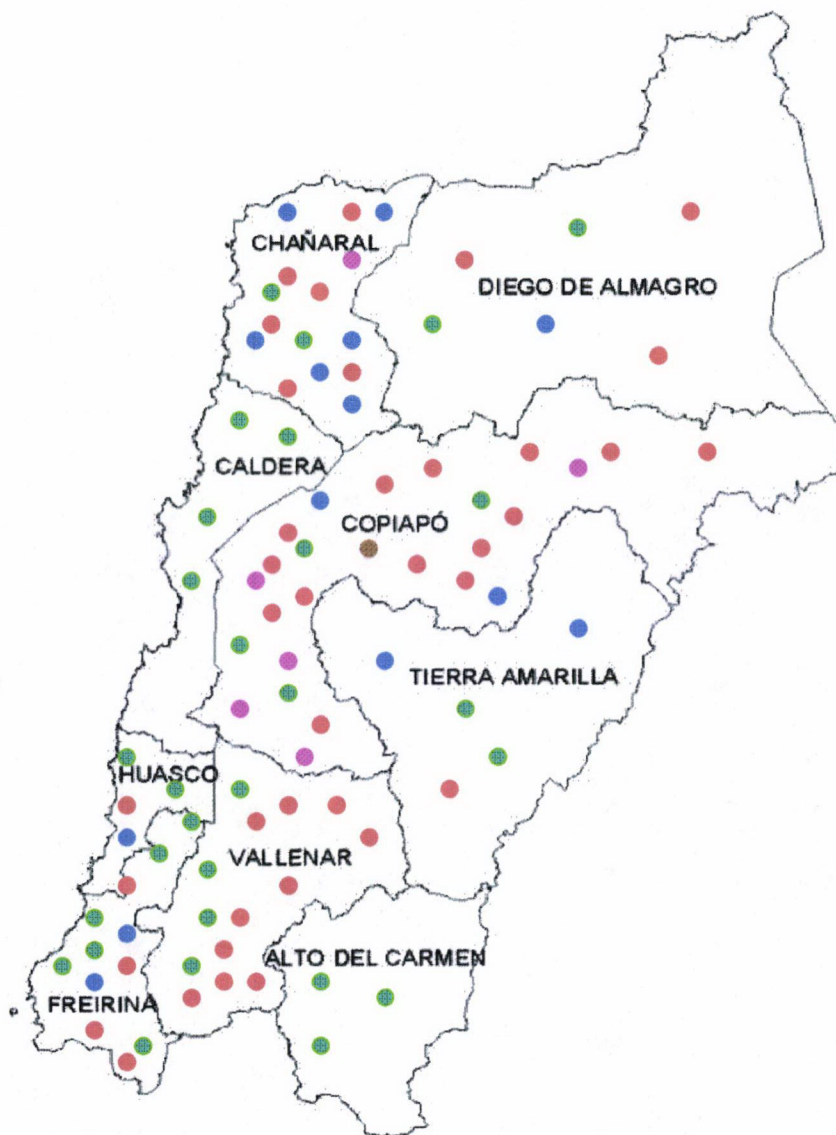 CHAÑARAL
DIEGO DE ALMAGRO
CALDERA
COPIAPÓ
TIERRA AMARILLA
HUASCO
VALLENAR
ALTO DEL CARMEN
FREIRINA